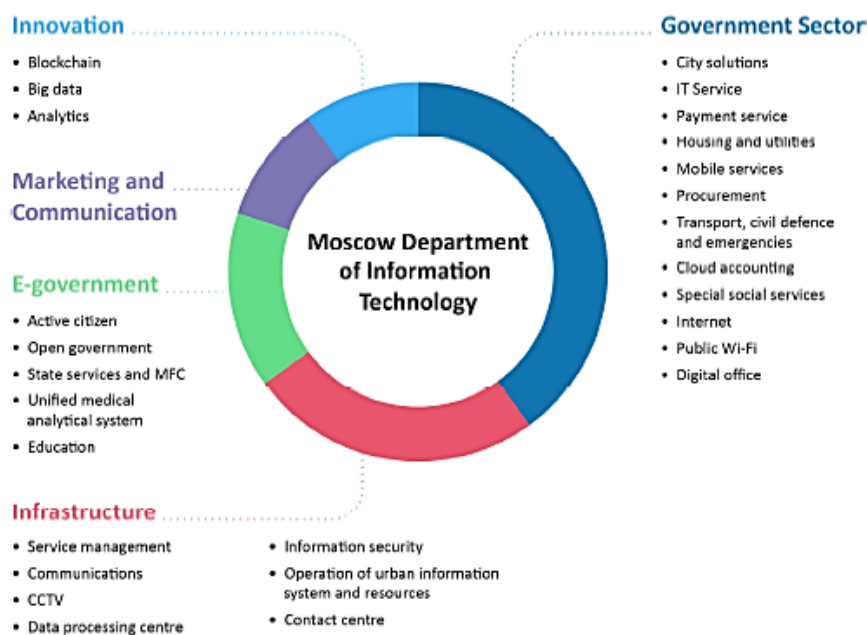 Innovation
• Blockchain
• Big data
• Analytics
Marketing and
Communication
E-government
• Active citizen
• Open government
• State services and MFC
• Unified medical
analytical system
• Education
Infrastructure
• Service management
• Communications
• CCTV
• Data processing centre
• Information security
• Operation of urban information
system and resources
• Contact centre
Moscow Department
of Information
Technology
Government Sector
• City solutions
• IT Service
• Payment service
• Housing and utilities
• Mobile services
• Procurement
• Transport, civil defence
and emergencies
• Cloud accounting
• Special social services
• Internet
• Public Wi-Fi
• Digital office